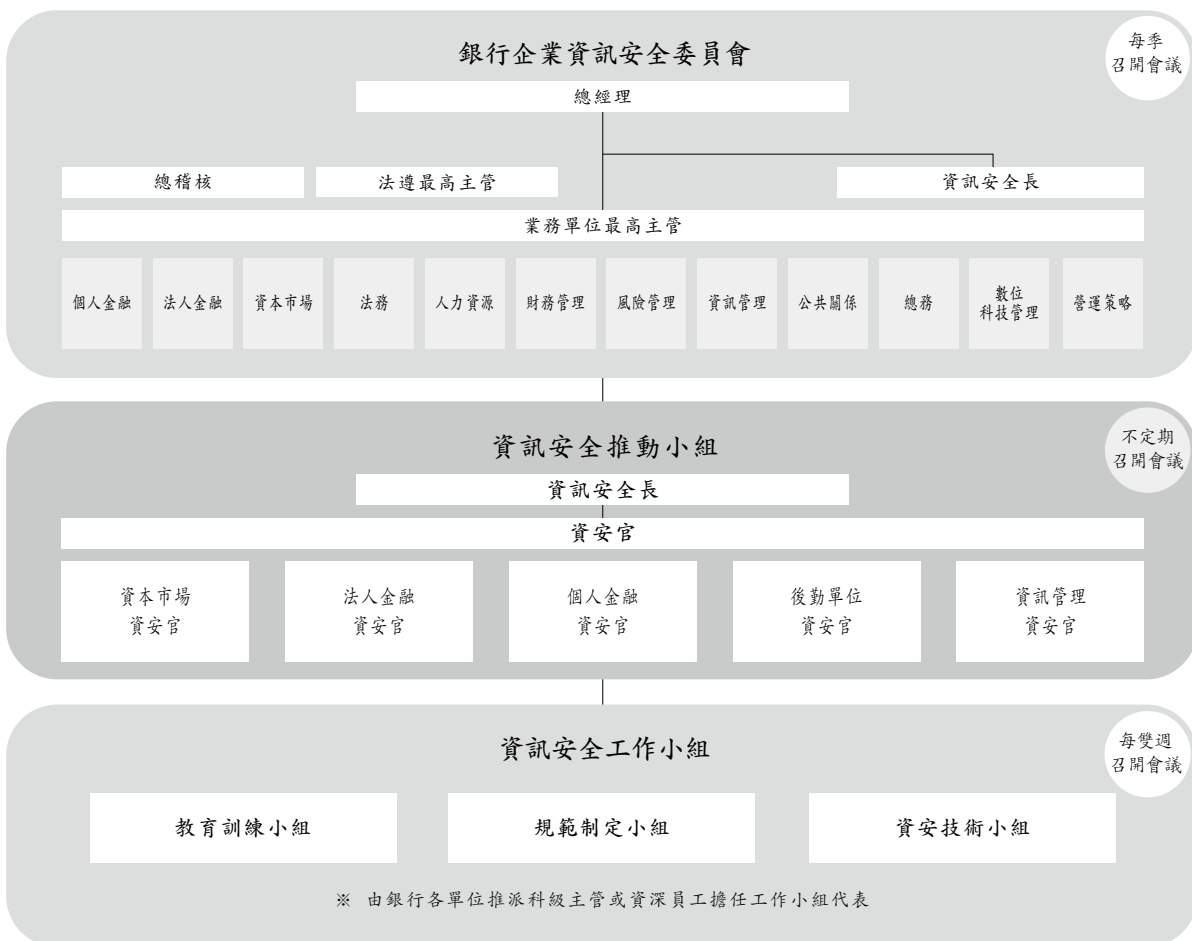 銀行企業資訊安全委員會
每季
召開會議
總經理
總稽核
法遵最高主管
資訊安全長
業務單位最高主管
個人金融
法人金融
資本市場
法務
人力資源
財務管理
風險管理
資訊管理
公共關係
總務
數位
科技管理
營運策略
資訊安全推動小組
不定期
召開會議
資訊安全長
資安官
資本市場
資安官
法人金融
資安官
個人金融
資安官
後勤單位
資安官
資訊管理
資安官
資訊安全工作小組
每雙週
召開會議
教育訓練小組
規範制定小組
資安技術小組
※ 由銀行各單位推派科級主管或資深員工擔任工作小組代表